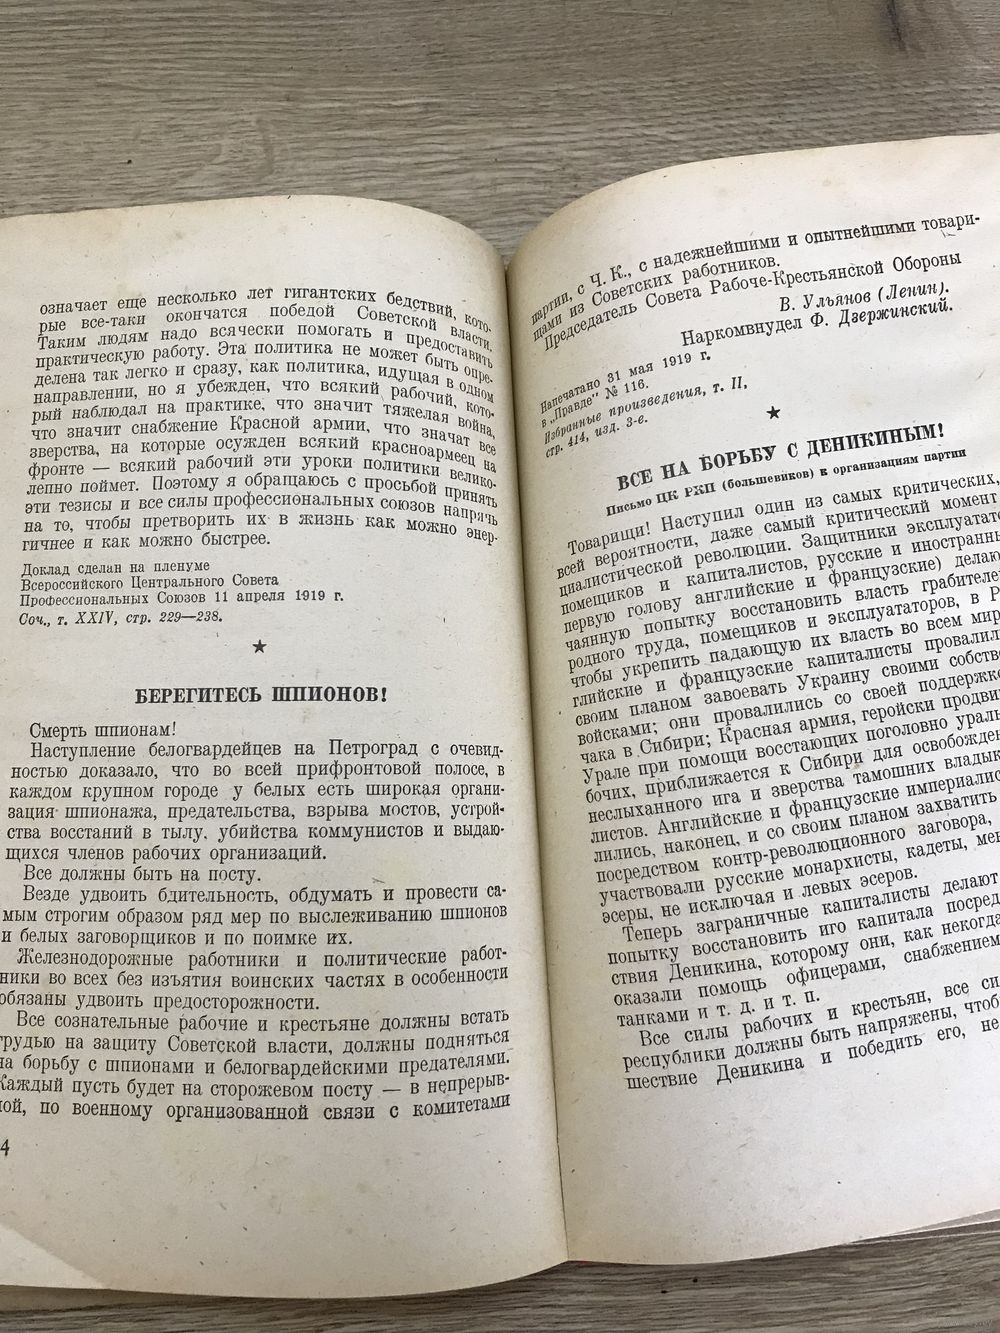 означает еще несколько лет гигантских бедствий, кото-
рые все-таки окончатся победой Советской власти.
Таким людям надо всячески помогать и предоставить
практическую работу. Эта политика не может быть опре-
делена так легко и сразу, как политика, идущая в одном
направлении, но я убежден, что всякий рабочий, кото-
рый наблюдал на практике, что значит тяжелая война,
что значит снабжение Красной армии, что значат все
зверства, на которые осужден всякий красноармеец на
фронте — всякий рабочий эти уроки политики велико-
лепно поймет. Поэтому я обращаюсь с просьбой принять
эти тезисы и все силы профессиональных союзов напрячь
на то, чтобы претворить их в жизнь как можно энер-
гичнее и как можно быстрее.
Доклад сделан на пленуме
Всероссийского Центрального Совета
Профессиональных Союзов 11 апреля 1919 г.
Соч., т. XXIV, стр. 229—238.
★
БЕРЕГИТЕСЬ ШПИОНОВ!
Смерть шпионам!
Наступление белогвардейцев на Петроград с очевид-
ностью доказало, что во всей прифронтовой полосе, в
каждом крупном городе у белых есть широкая органи-
зация шпионажа, предательства, взрыва мостов, устрой-
ства восстаний в тылу, убийства коммунистов и выдаю-
щихся членов рабочих организаций.
Все должны быть на посту.
Везде удвоить бдительность, обдумать и провести са-
мым строгим образом ряд мер по выслеживанию шпионов
и белых заговорщиков и по поимке их.
Железнодорожные работники и политические работ-
ники во всех без изъятия воинских частях в особенности
обязаны удвоить предосторожности.
Все сознательные рабочие и крестьяне должны встать
грудью на защиту Советской власти, должны подняться
на борьбу с шпионами и белогвардейскими предателями.
Каждый пусть будет на сторожевом посту — в непрерыв-
ной, по военному организованной связи с комитетами
4
партии, с Ч. К., с надежнейшими и опытнейшими товари-
щами из Советских работников.
Председатель Совета Рабоче-Крестьянской Обороны
В. Ульянов (Ленин).
Наркомвнудел Ф. Дзержинский.
Напечатано 31 мая 1919 г.
в „Правде" № 116.
Избранные произведения, т. II,
стр. 414, изд. 3-е.
★
ВСЕ НА БОРЬБУ С ДЕНИКИНЫМ!
Письмо ЦК РКП (большевиков) к организациям партии
Товарищи! Наступил один из самых критических,
всей вероятности, даже самый критический момент
циалистической революции. Защитники эксплуатато
помещиков и капиталистов, русские и иностранны
первую голову английские и французские) делаю
чаянную попытку восстановить власть грабителе
родного труда, помещиков и эксплуататоров, в Р
чтобы укрепить падающую их власть во всем мир
глийские и французские капиталисты провалили
своим планом завоевать Украину своими собств
войсками; они провалились со своей поддержко
чака в Сибири; Красная армия, геройски продви
Урале при помощи восстающих поголовно ураль
бочих, приближается к Сибири для освобожден
неслыханного ига и зверства тамошних владык
листов. Английские и французские империалис
лились, наконец, и со своим планом захватить
посредством контр-революционного заговора,
участвовали русские монархисты, кадеты, мен
эсеры, не исключая и левых эсеров.
Теперь заграничные капиталисты делают
попытку восстановить иго капитала посред
ствия Деникина, которому они, как некогда
оказали помощь офицерами, снабжением
танками и т. д. и т. п.
Все силы рабочих и крестьян, все си
республики должны быть напряжены, чтоб
шествие Деникина и победить его, не